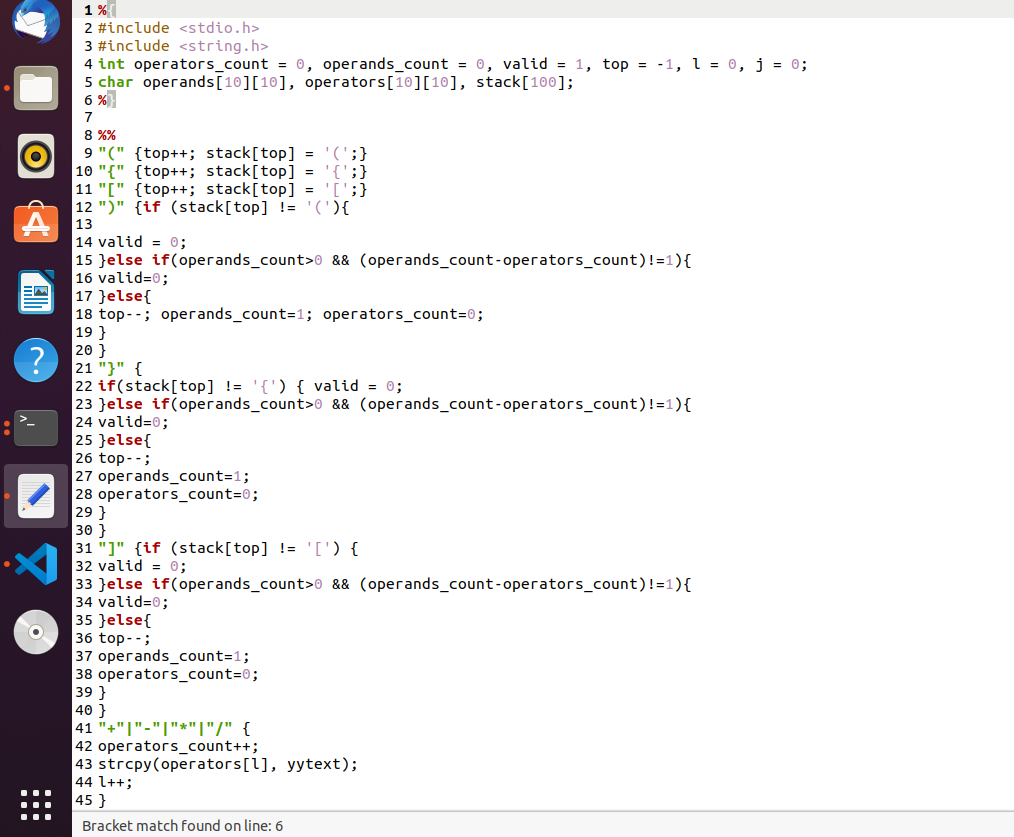 1 %{
2 #include <stdio.h>
3 #include <string.h>
4 int operators_count = 0, operands_count = 0, valid = 1, top = -1, l = 0, j = 0;
5 char operands[10][10], operators[10][10], stack[100];
6 %}
7
8 %%
9 "(" {top++; stack[top] = '(';}
10 "{" {top++; stack[top] = '{';}
11 "[" {top++; stack[top] = '[';}
12 ")" {if (stack[top] != '('){
13
14 valid = 0;
15 }else if(operands_count>0 && (operands_count-operators_count)!=1){
16 valid=0;
17 }else{
18 top--; operands_count=1; operators_count=0;
19 }
20 }
21 "}" {
22 if(stack[top] != '{') { valid = 0;
23 }else if(operands_count>0 && (operands_count-operators_count)!=1){
24 valid=0;
25 }else{
26 top--;
27 operands_count=1;
28 operators_count=0;
29 }
30 }
31 "]" {if (stack[top] != '[') {
32 valid = 0;
33 }else if(operands_count>0 && (operands_count-operators_count)!=1){
34 valid=0;
35 }else{
36 top--;
37 operands_count=1;
38 operators_count=0;
39 }
40 }
41 "+"|"-"|"*"|"/" {
42 operators_count++;
43 strcpy(operators[l], yytext);
44 l++;
45 }
Bracket match found on line: 6